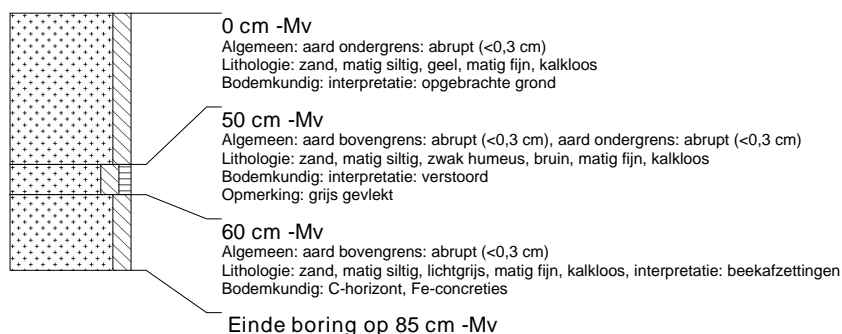 0 cm -Mv
Algemeen: aard ondergrens: abrupt (<0,3 cm)
Lithologie: zand, matig siltig, geel, matig fijn, kalkloos
Bodemkundig: interpretatie: opgebrachte grond
50 cm -Mv
Algemeen: aard bovengrens: abrupt (<0,3 cm), aard ondergrens: abrupt (<0,3 cm)
Lithologie: zand, matig siltig, zwak humeus, bruin, matig fijn, kalkloos
Bodemkundig: interpretatie: verstoord
Opmerking: grijs gevlekt
60 cm -Mv
Algemeen: aard bovengrens: abrupt (<0,3 cm)
Lithologie: zand, matig siltig, lichtgrijs, matig fijn, kalkloos, interpretatie: beekafzettingen
Bodemkundig: C-horizont, Fe-concreties
Einde boring op 85 cm -Mv